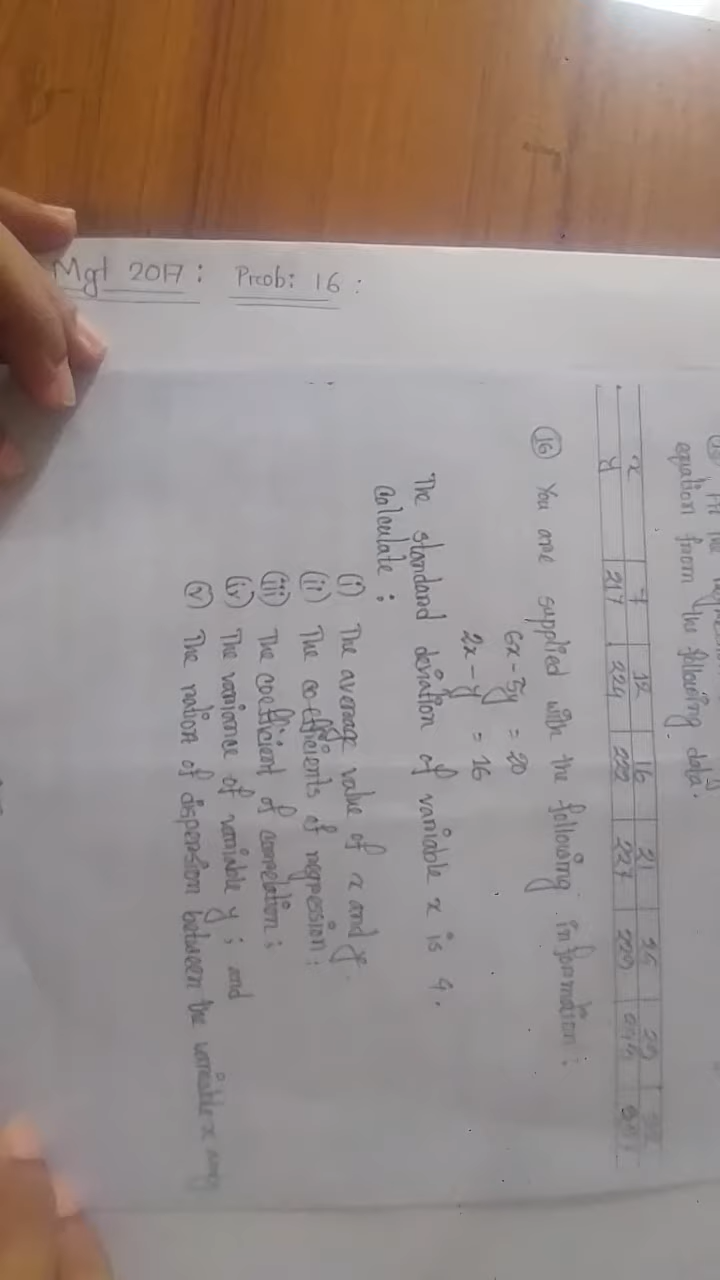 Mgt 2017: Prob: 16:
equation from the following data.
x 7 12 16 21 25 29
y 217 224 222 227
(16) You are supplied with the following information:
6x - 5y = 20
2x - y = 16
The standard deviation of variable x is 4.
Calculate:
(i) The average value of x and y.
(ii) The co-efficients of regression:
(iii) The coefficient of correlation:
(iv) The variance of variable y; and
(v) The ration of dispersion between the variable x